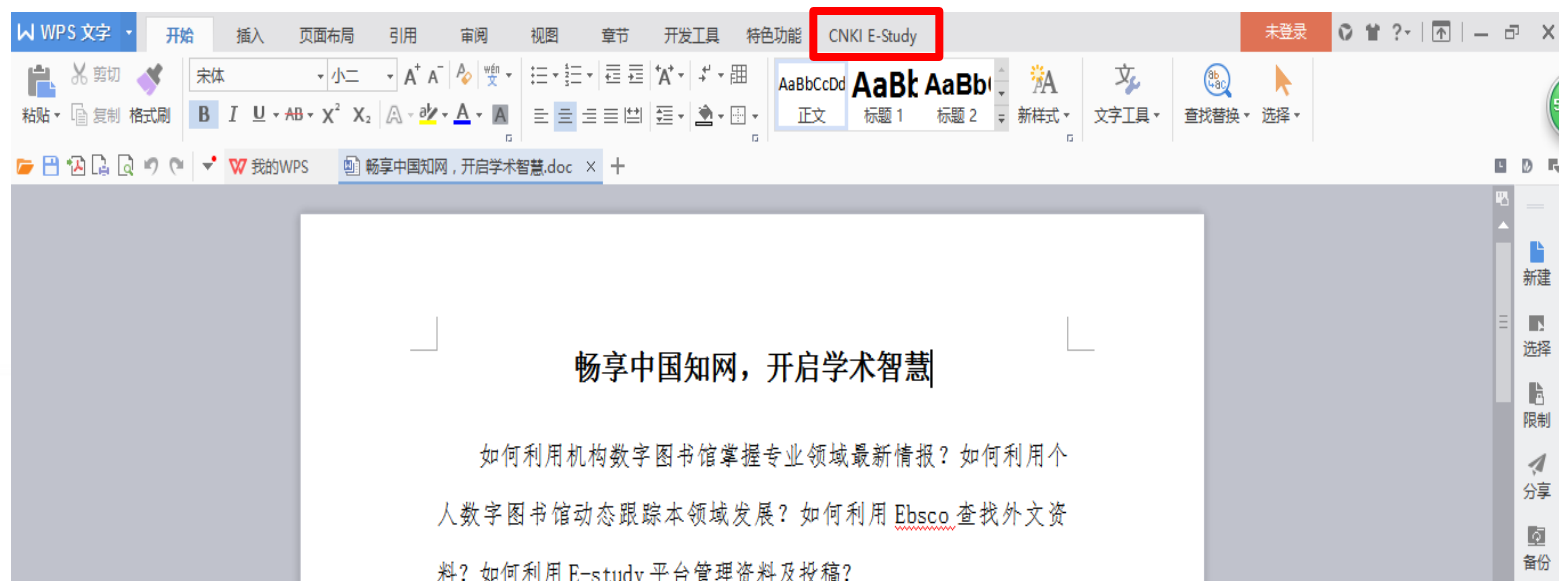 WPS 文字 开始 插入 页面布局 引用 审阅 视图 章节 开发工具 特色功能 CNKI E-Study 未登录
剪切 宋体 小二 AaBbCcDd AaBb AaBb(
粘贴 复制 格式刷 B I U AB X² X₂ A A A 正文 标题 1 标题 2 新样式 文字工具 查找替换 选择
我的WPS 畅享中国知网，开启学术智慧.doc
新建
选择
限制
分享
备份
畅享中国知网，开启学术智慧
如何利用机构数字图书馆掌握专业领域最新情报？如何利用个
人数字图书馆动态跟踪本领域发展？如何利用 Ebsco 查找外文资
料？如何利用 E-study 平台管理资料及投稿？